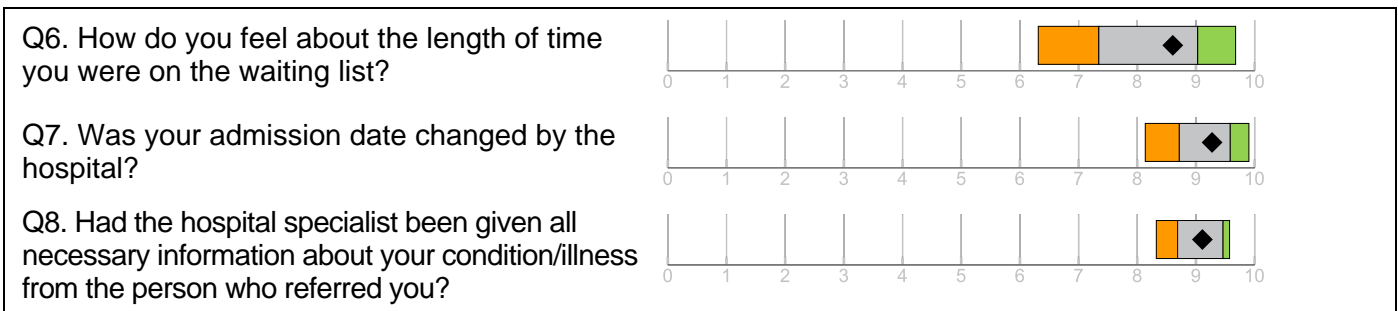 Q6. How do you feel about the length of time
you were on the waiting list?
0 1 2 3 4 5 6 7 8 9 10
Q7. Was your admission date changed by the
hospital?
0 1 2 3 4 5 6 7 8 9 10
Q8. Had the hospital specialist been given all
necessary information about your condition/illness
from the person who referred you?
0 1 2 3 4 5 6 7 8 9 10